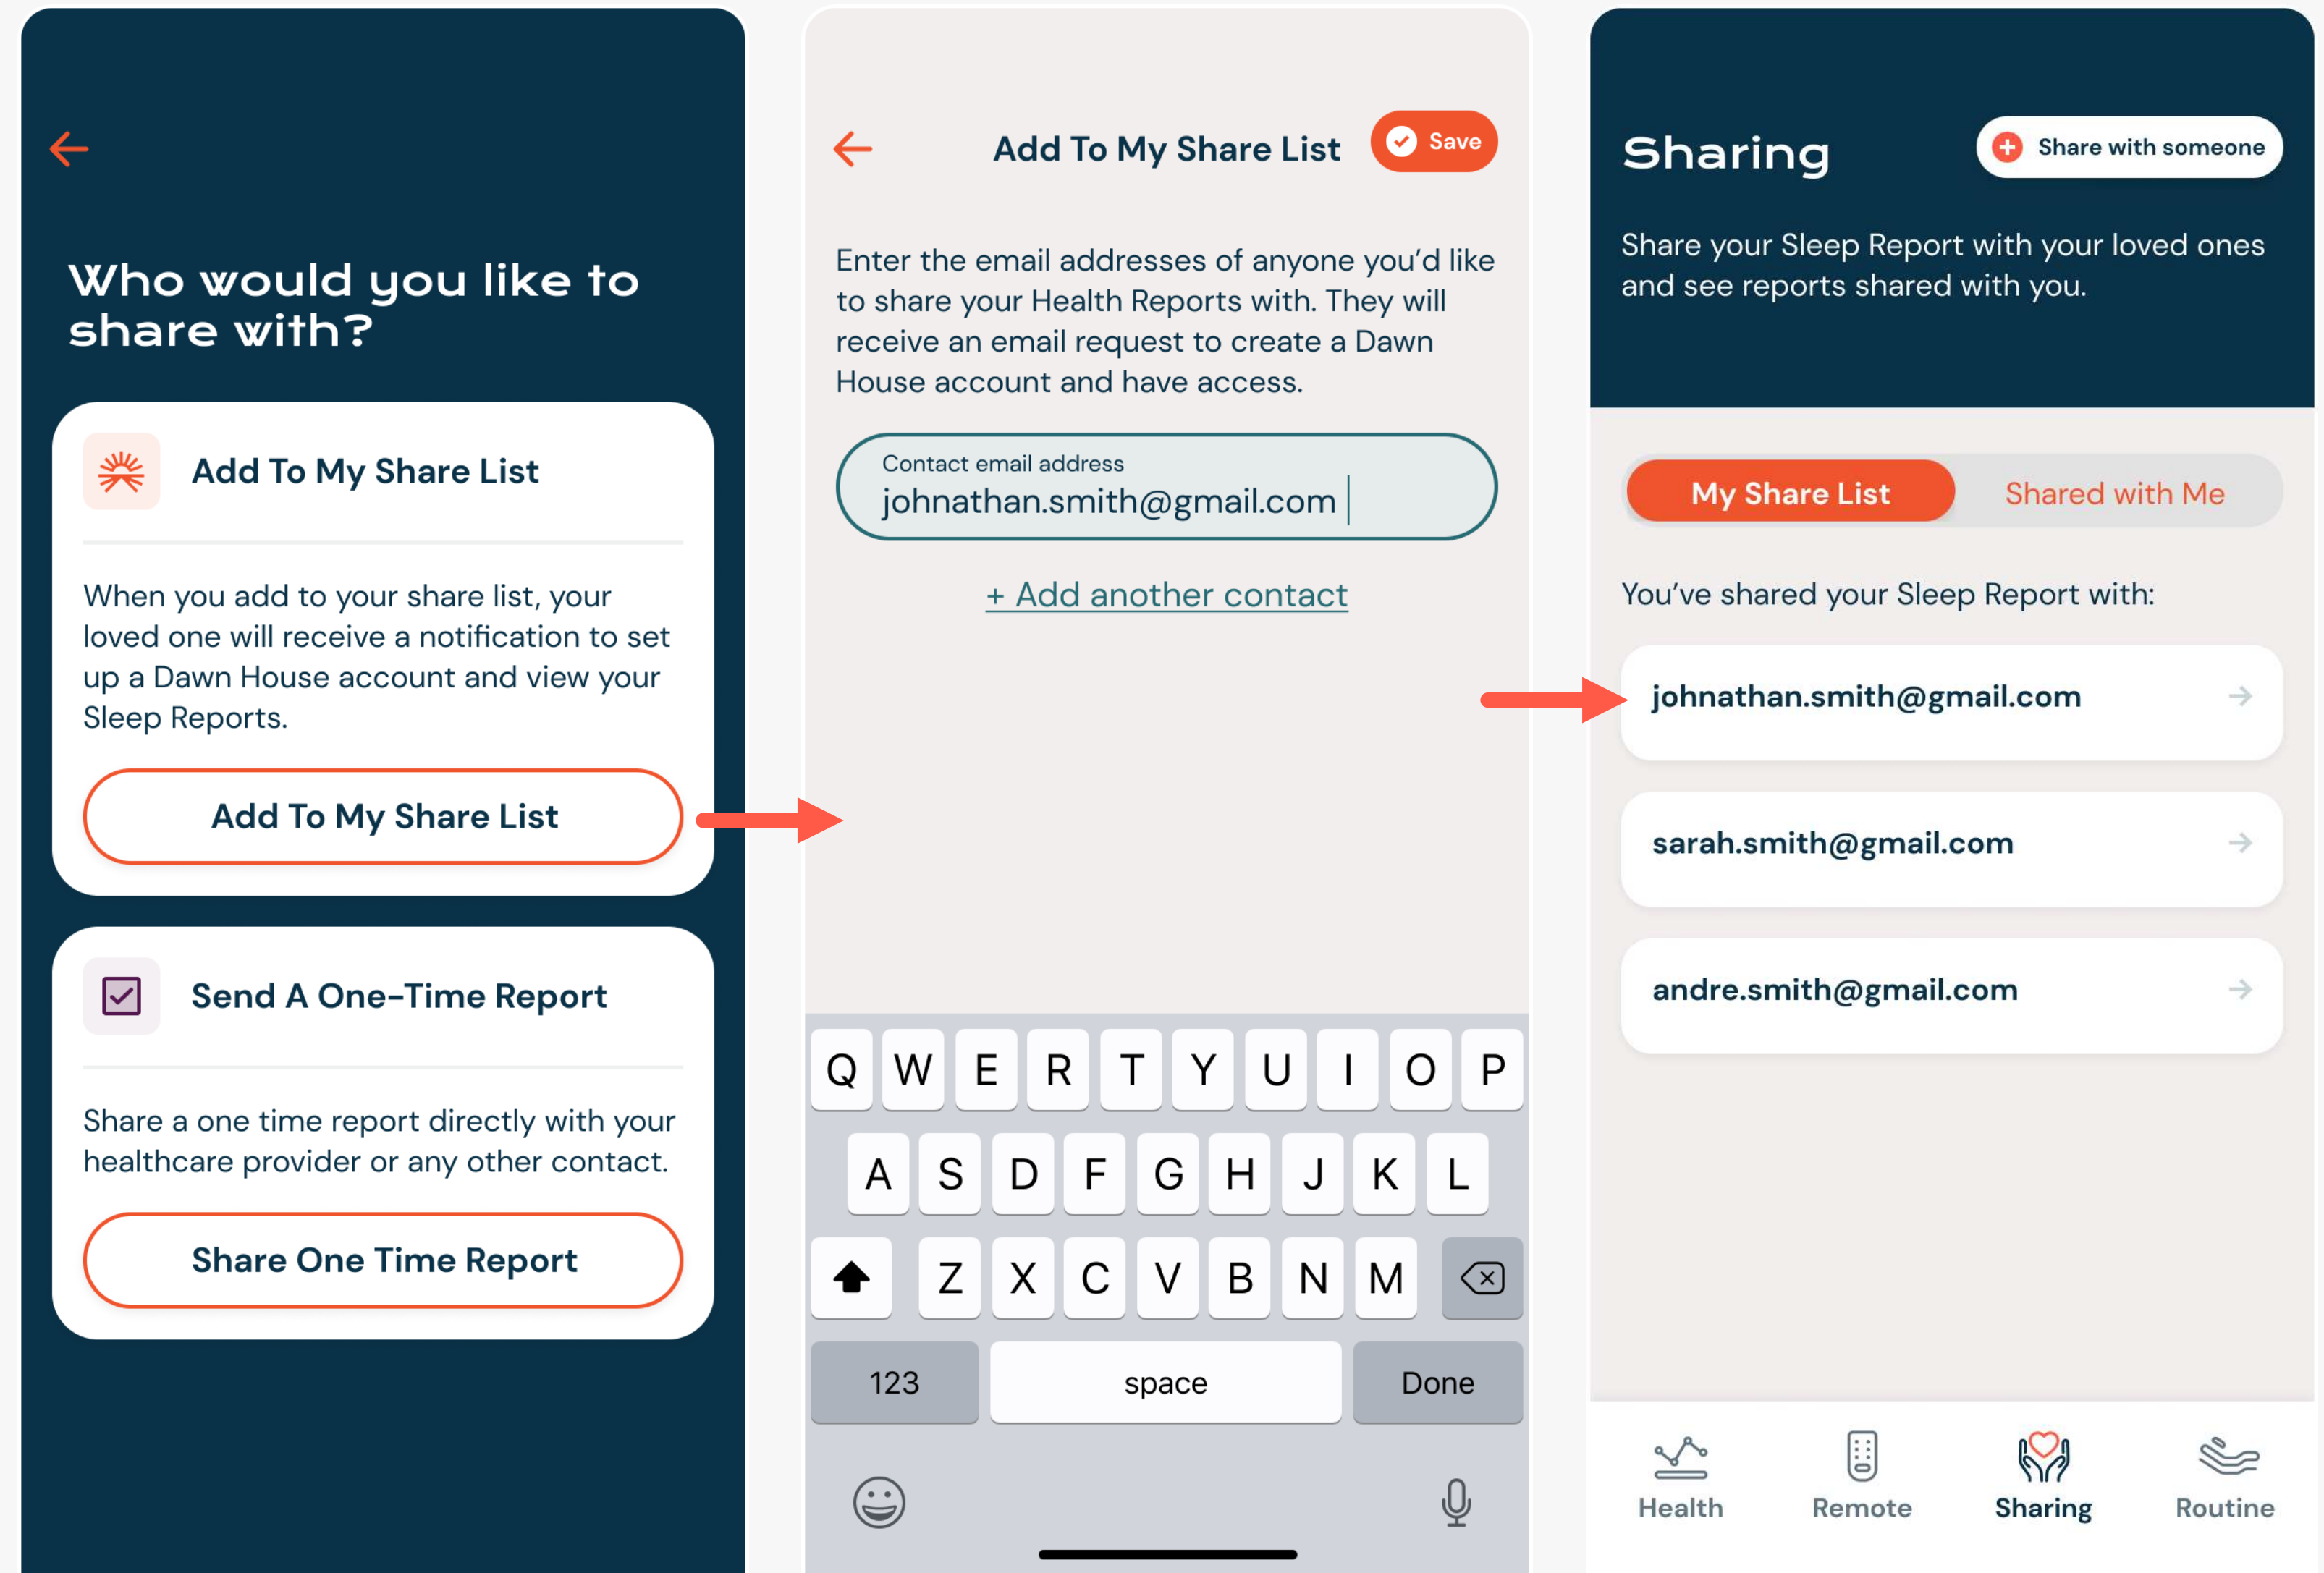 Who would you like to
share with?
Add To My Share List
When you add to your share list, your
loved one will receive a notification to set
up a Dawn House account and view your
Sleep Reports.
Add To My Share List
Send A One-Time Report
Share a one time report directly with your
healthcare provider or any other contact.
Share One Time Report
Add To My Share List
Save
Enter the email addresses of anyone you’d like
to share your Health Reports with. They will
receive an email request to create a Dawn
House account and have access.
Contact email address
johnathan.smith@gmail.com
+ Add another contact
Q W E R T Y U I O P
A S D F G H J K L
Z X C V B N M
123 space Done
Sharing
Share with someone
Share your Sleep Report with your loved ones
and see reports shared with you.
My Share List Shared with Me
You’ve shared your Sleep Report with:
johnathan.smith@gmail.com
sarah.smith@gmail.com
andre.smith@gmail.com
Health Remote Sharing Routine